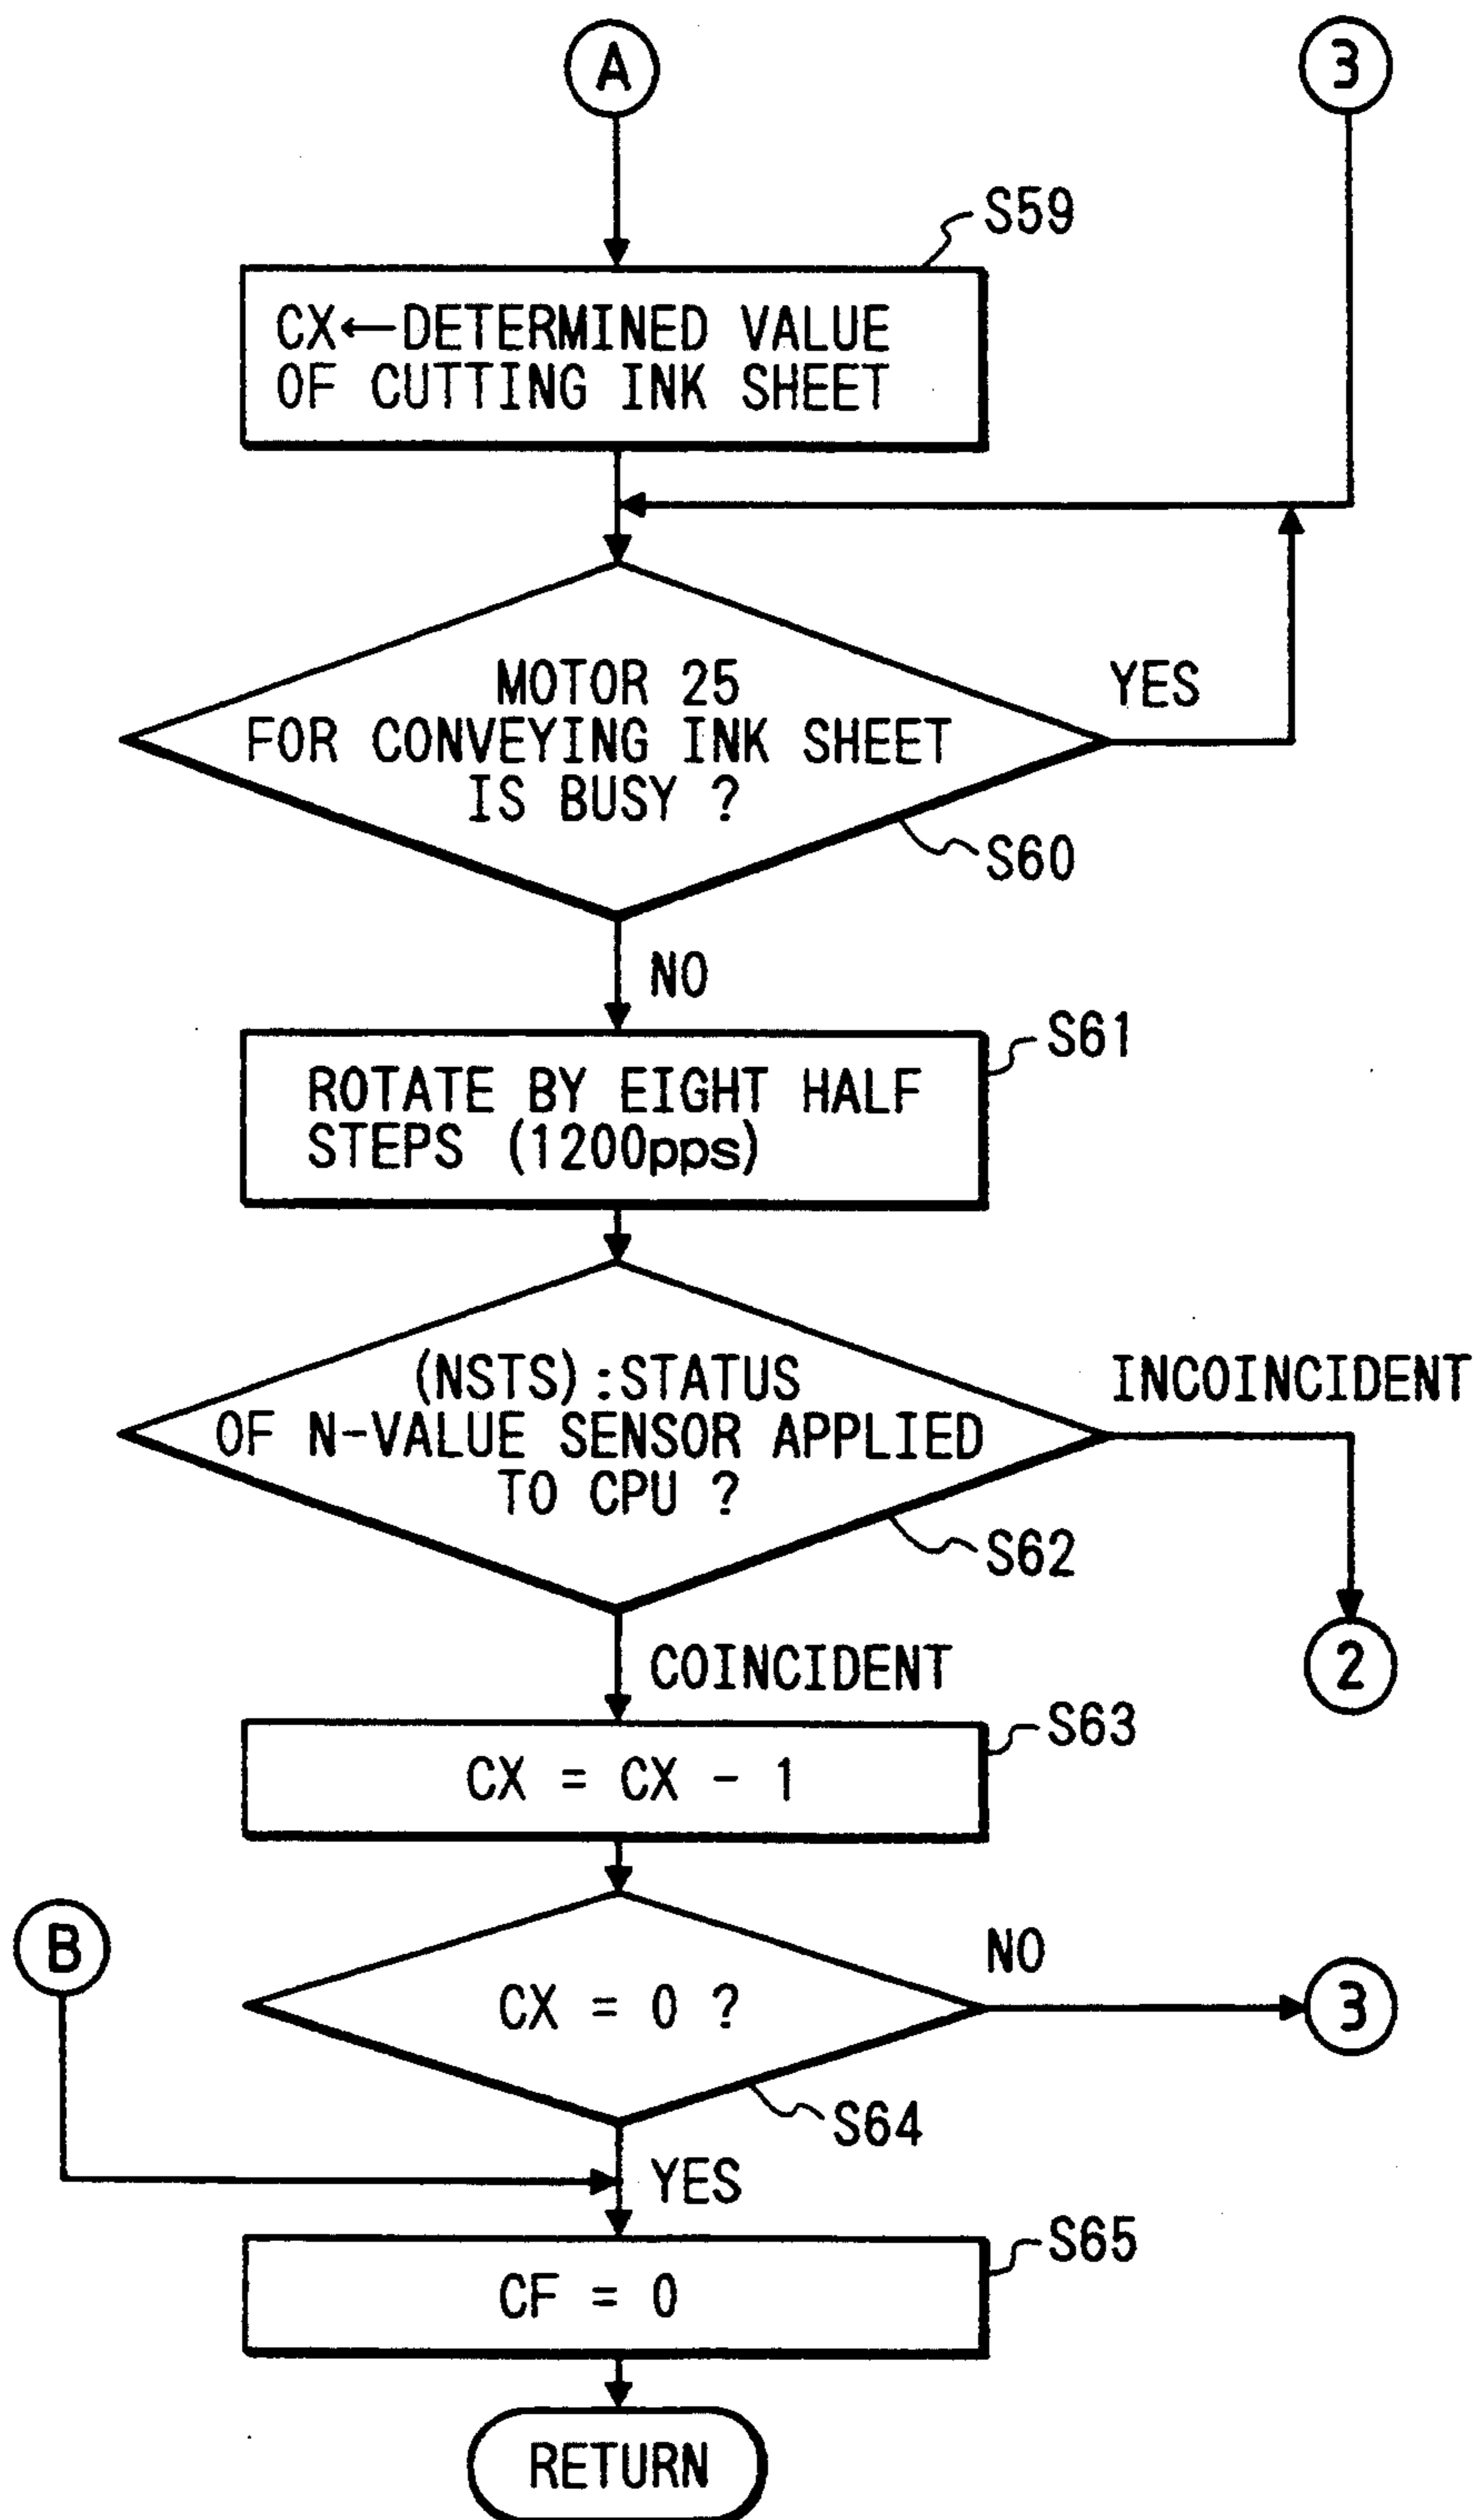 A
3
S59
CX←DETERMINED VALUE
OF CUTTING INK SHEET
MOTOR 25
FOR CONVEYING INK SHEET
IS BUSY ?
YES
S60
NO
S61
ROTATE BY EIGHT HALF
STEPS (1200pps)
(NSTS):STATUS
OF N-VALUE SENSOR APPLIED
TO CPU ?
INCOINCIDENT
S62
2
COINCIDENT
S63
CX = CX - 1
B
CX = 0 ?
NO
3
S64
YES
S65
CF = 0
RETURN